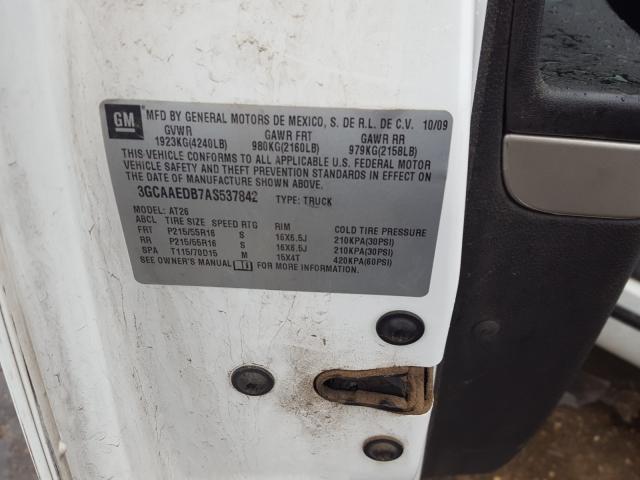 GM MFD BY GENERAL MOTORS DE MEXICO, S. DE R.L. DE C.V. 10/09
GVWR GAWR FRT GAWR RR
1923KG(4240LB) 980KG(2160LB) 979KG(2158LB)
THIS VEHICLE CONFORMS TO ALL APPLICABLE U.S. FEDERAL MOTOR
VEHICLE SAFETY AND THEFT PREVENTION STANDARDS IN EFFECT ON
THE DATE OF MANUFACTURE SHOWN ABOVE.
3GCAAEDB7AS537842 TYPE: TRUCK
MODEL: AT26
ABCL TIRE SIZE SPEED RTG RIM COLD TIRE PRESSURE
FRT P215/55R16 S 16X6.5J 210KPA(30PSI)
RR P215/55R16 S 16X6.5J 210KPA(30PSI)
SPA T115/70D15 M 15X4T 420KPA(60PSI)
SEE OWNER'S MANUAL